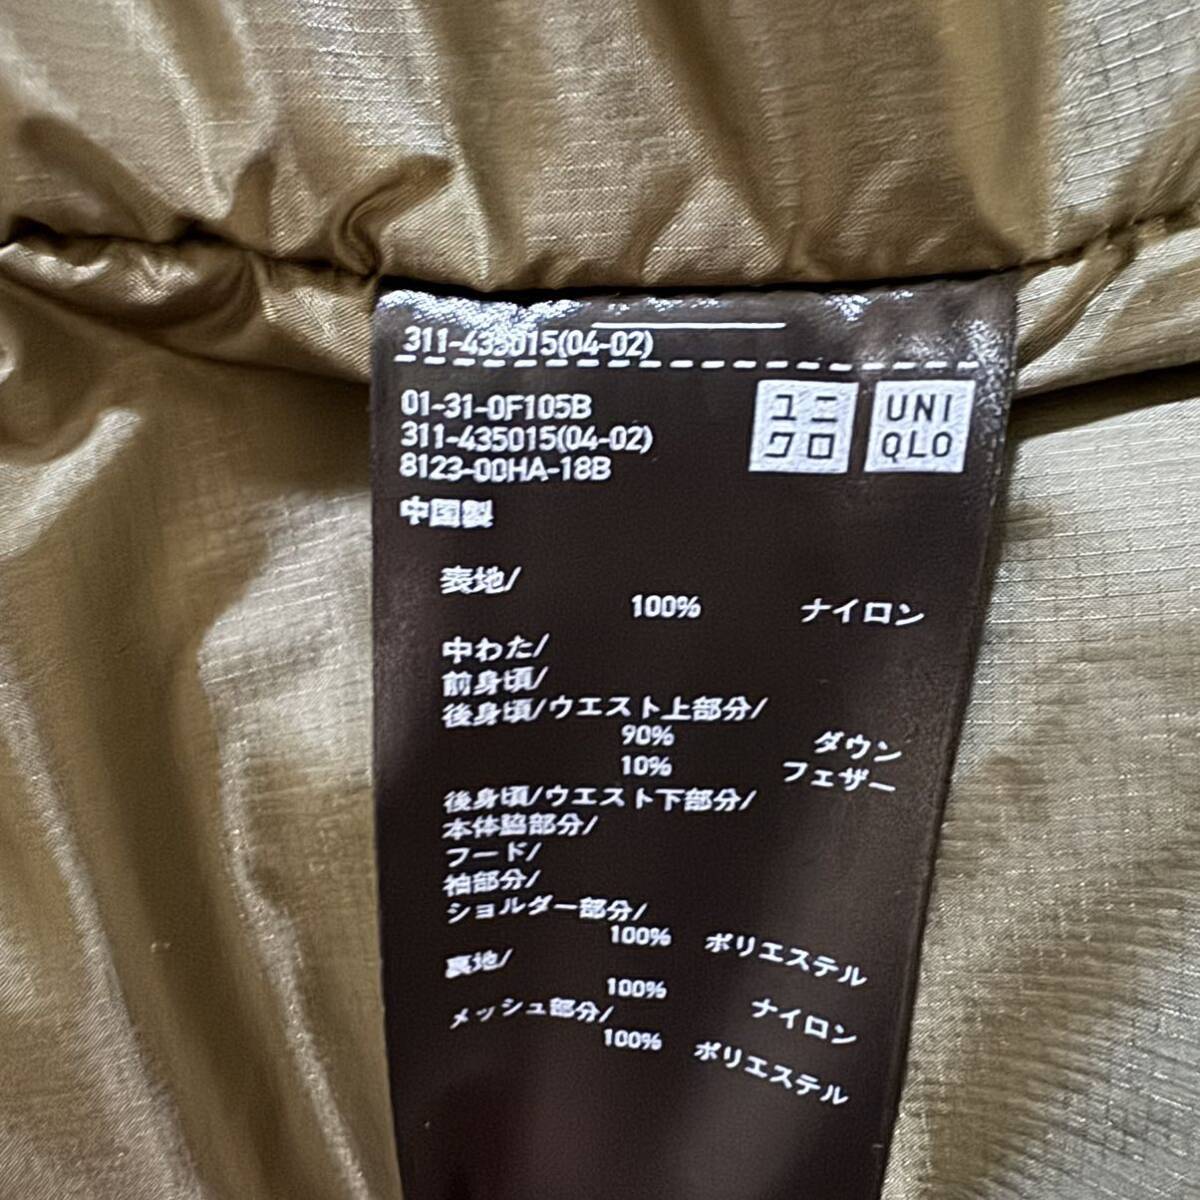 311-435015(04-02)
01-31-0F105B
311-435015(04-02)
8123-00HA-18B
ユニ
クロ
UNI
QLO
中国製
表地/
100% ナイロン
中わた/
前身頃/
後身頃/ウエスト上部分/
90% ダウン
10% フェザー
後身頃/ウエスト下部分/
本体脇部分/
フード/
袖部分/
ショルダー部分/
100% ポリエステル
裏地/
100% ナイロン
メッシュ部分/
100% ポリエステル